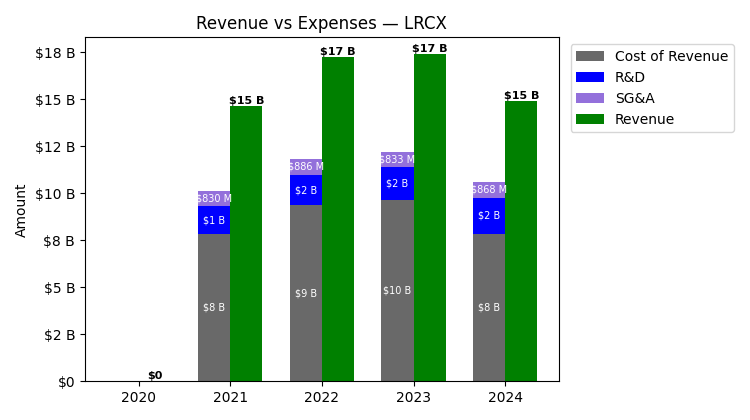 Revenue vs Expenses — LRCX
$18 B
$15 B
$12 B
$10 B
$8 B
$5 B
$2 B
$0
Amount
$0
$15 B
$830 M
$1 B
$8 B
$17 B
$886 M
$2 B
$9 B
$17 B
$833 M
$2 B
$10 B
$15 B
$868 M
$2 B
$8 B
2020
2021
2022
2023
2024
Cost of Revenue
R&D
SG&A
Revenue